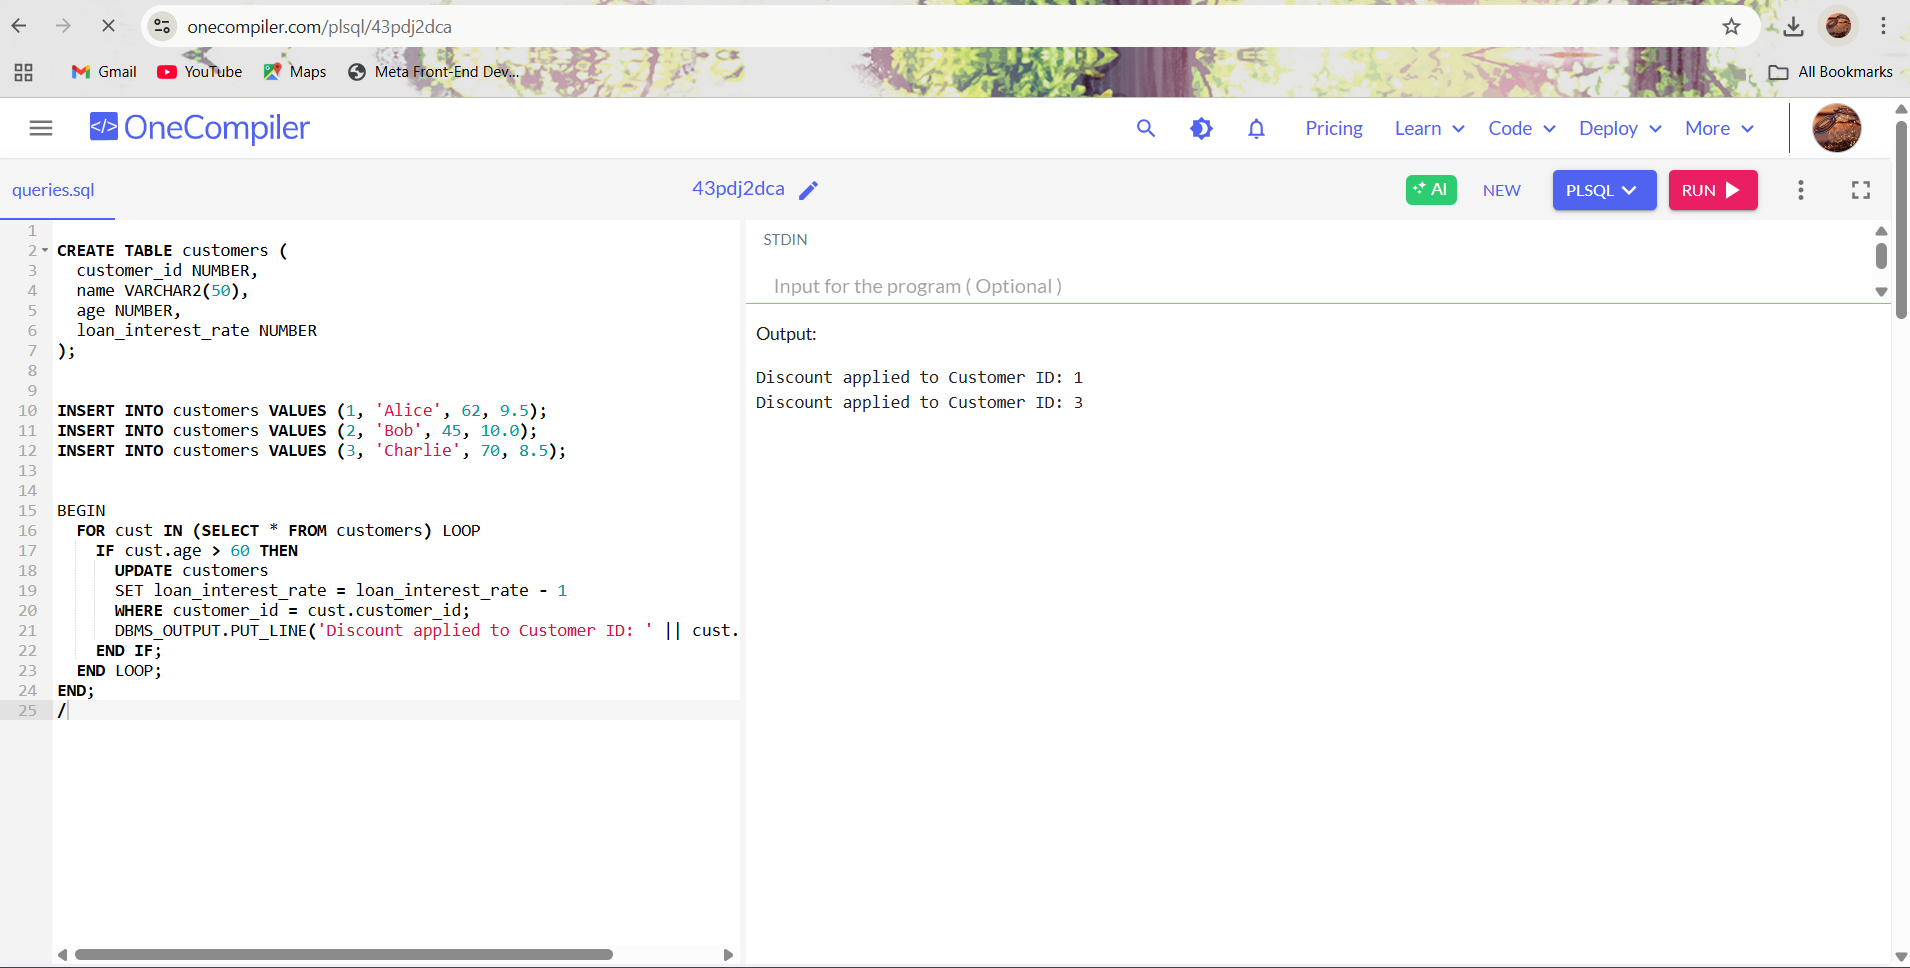 onecompiler.com/plsql/43pdj2dca
Gmail YouTube Maps Meta Front-End Dev... All Bookmarks
</> OneCompiler Pricing Learn Code Deploy More
queries.sql 43pdj2dca AI NEW PLSQL RUN
1
2 CREATE TABLE customers (
3 customer_id NUMBER,
4 name VARCHAR2(50),
5 age NUMBER,
6 loan_interest_rate NUMBER
7 );
8
9
10 INSERT INTO customers VALUES (1, 'Alice', 62, 9.5);
11 INSERT INTO customers VALUES (2, 'Bob', 45, 10.0);
12 INSERT INTO customers VALUES (3, 'Charlie', 70, 8.5);
13
14
15 BEGIN
16 FOR cust IN (SELECT * FROM customers) LOOP
17 IF cust.age > 60 THEN
18 UPDATE customers
19 SET loan_interest_rate = loan_interest_rate - 1
20 WHERE customer_id = cust.customer_id;
21 DBMS_OUTPUT.PUT_LINE('Discount applied to Customer ID: ' || cust.
22 END IF;
23 END LOOP;
24 END;
25 /
STDIN
Input for the program ( Optional )
Output:
Discount applied to Customer ID: 1
Discount applied to Customer ID: 3